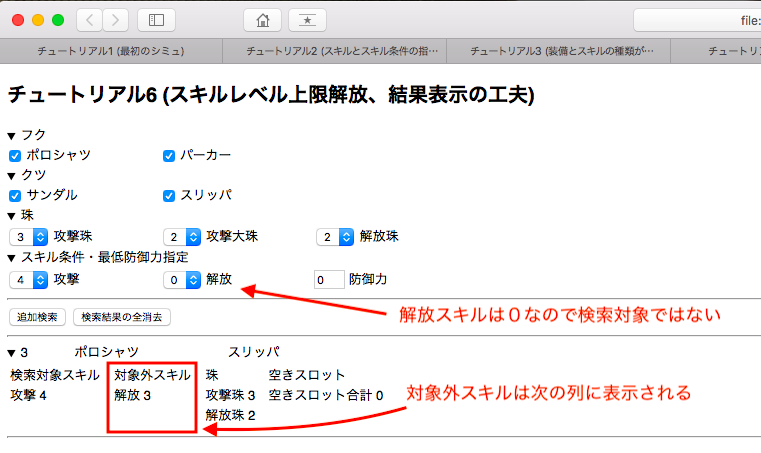 file:
チュートリアル1 (最初のシミュ)
チュートリアル2 (スキルとスキル条件の指…
チュートリアル3 (装備とスキルの種類が…
チュートリア
チュートリアル6 (スキルレベル上限解放、結果表示の工夫)
▼ フク
ポロシャツ パーカー
▼ クツ
サンダル スリッパ
▼ 珠
3 攻撃珠 2 攻撃大珠 2 解放珠
▼ スキル条件・最低防御力指定
4 攻撃 0 解放 0 防御力
解放スキルは０なので検索対象ではない
追加検索 検索結果の全消去
▼ 3 ポロシャツ スリッパ
検索対象スキル 対象外スキル 珠 空きスロット
攻撃 4 解放 3 攻撃珠 3 空きスロット合計 0
解放珠 2
対象外スキルは次の列に表示される